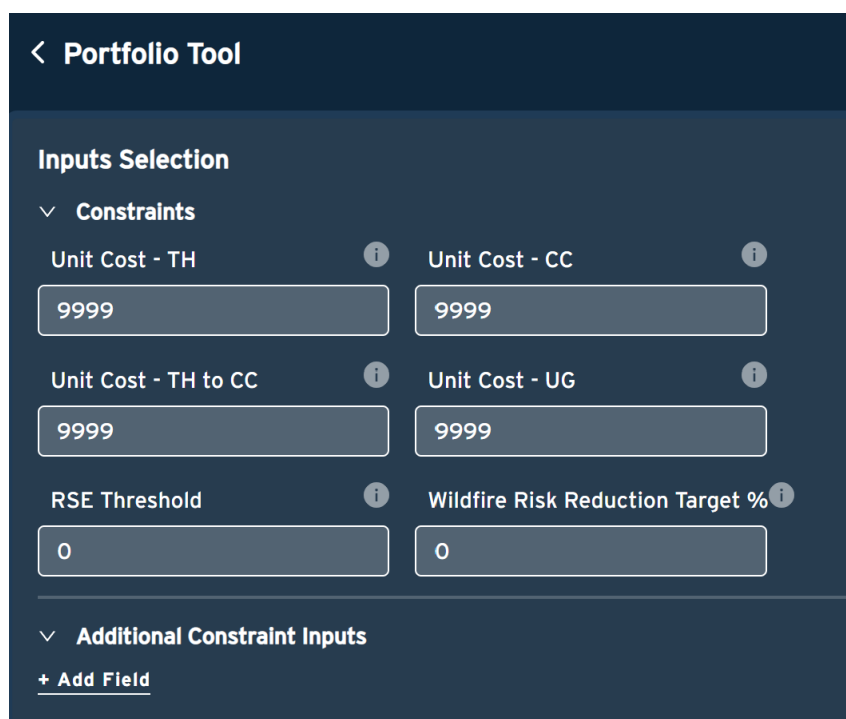 Portfolio Tool
Inputs Selection
Constraints
Unit Cost - TH
Unit Cost - CC
9999
9999
Unit Cost - TH to CC
Unit Cost - UG
9999
9999
RSE Threshold
Wildfire Risk Reduction Target %
0
0
Additional Constraint Inputs
+ Add Field